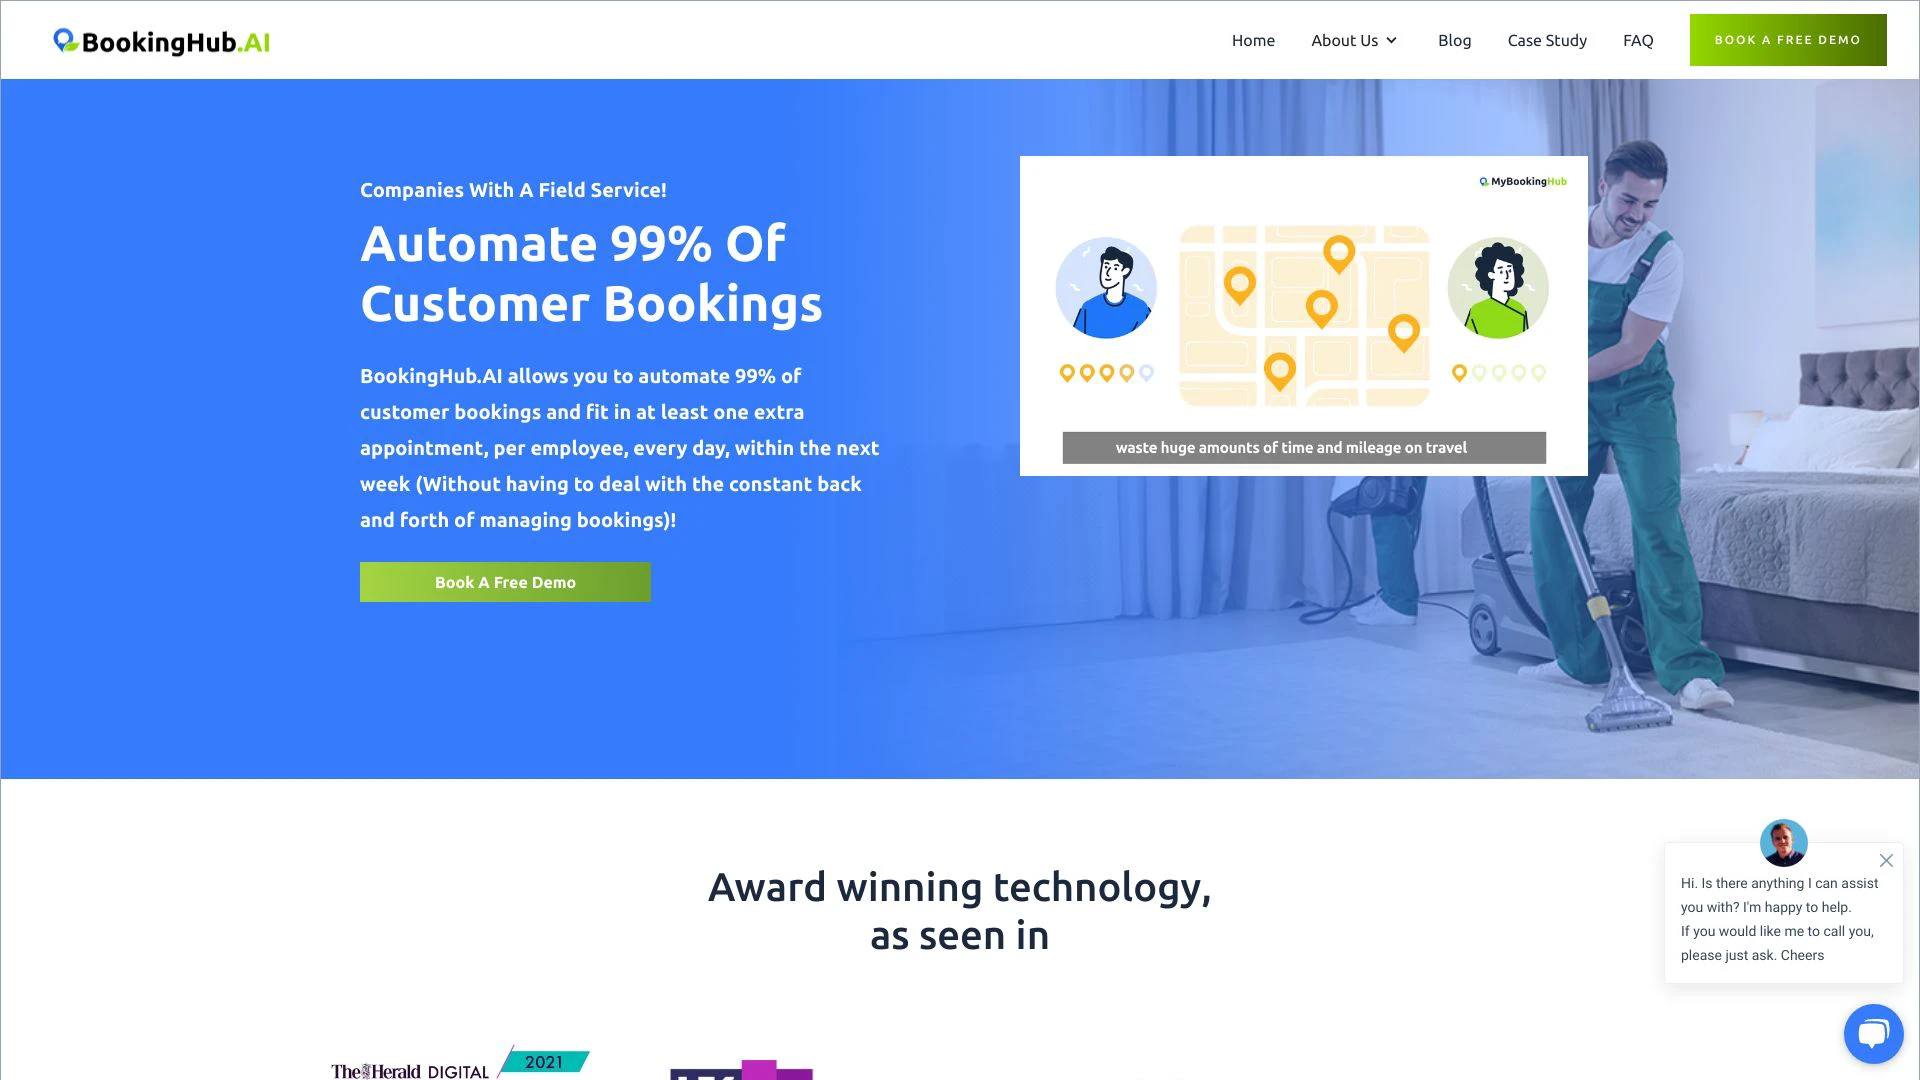 BookingHub.AI
Home
About Us
Blog
Case Study
FAQ
BOOK A FREE DEMO
Companies With A Field Service!
Automate 99% Of
Customer Bookings
BookingHub.AI allows you to automate 99% of
customer bookings and fit in at least one extra
appointment, per employee, every day, within the next
week (Without having to deal with the constant back
and forth of managing bookings)!
Book A Free Demo
MyBookingHub
waste huge amounts of time and mileage on travel
Award winning technology,
as seen in
Hi. Is there anything I can assist
you with? I'm happy to help.
If you would like me to call you,
please just ask. Cheers
The Herald DIGITAL
2021